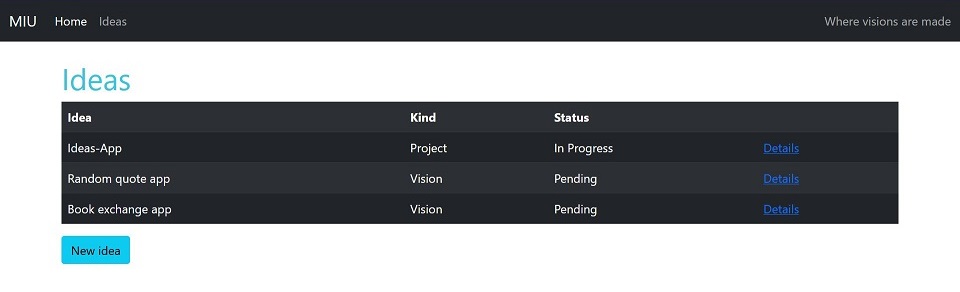 MIU Home Ideas Where visions are made
Ideas
Idea Kind Status
Ideas-App Project In Progress Details
Random quote app Vision Pending Details
Book exchange app Vision Pending Details
New idea